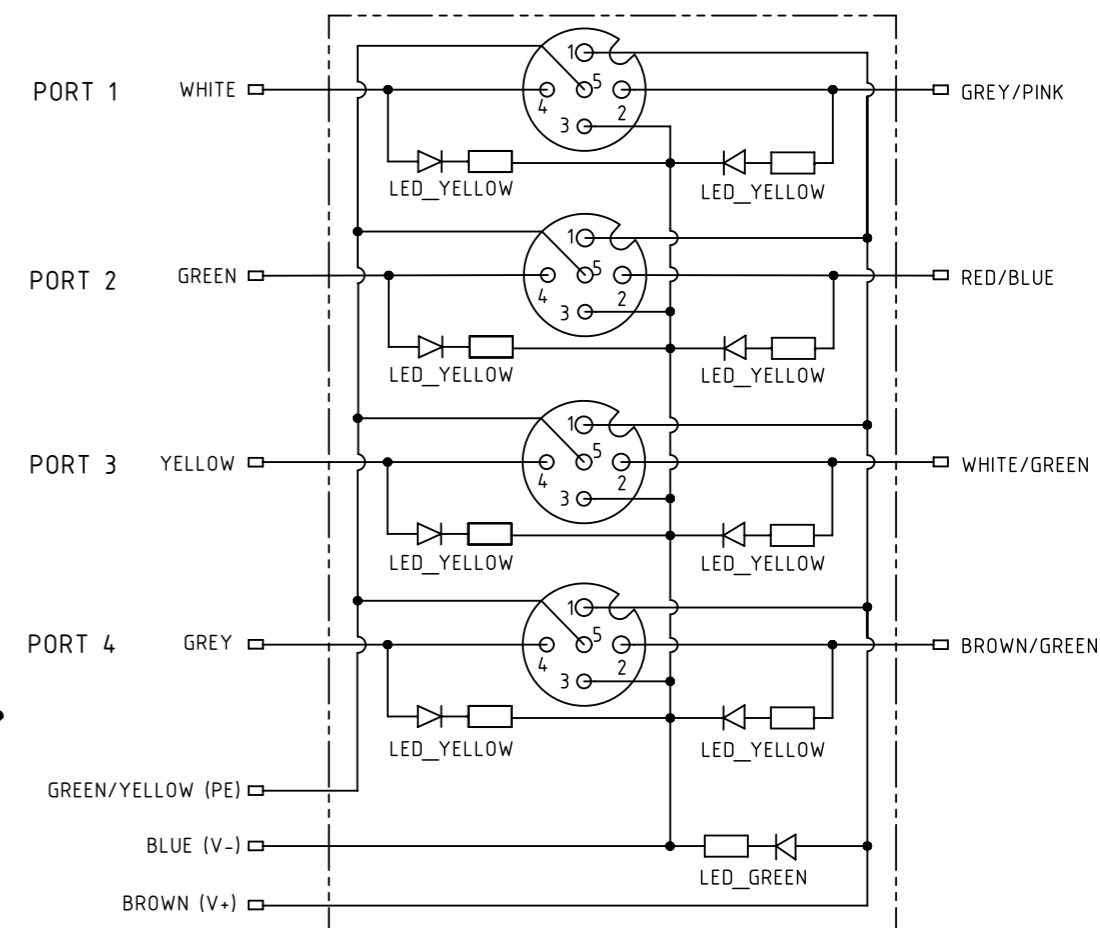 1
PORT 1 WHITE 4 5 2 GREY/PINK
3
LED_YELLOW LED_YELLOW
1
PORT 2 GREEN 4 5 2 RED/BLUE
3
LED_YELLOW LED_YELLOW
1
PORT 3 YELLOW 4 5 2 WHITE/GREEN
3
LED_YELLOW LED_YELLOW
1
PORT 4 GREY 4 5 2 BROWN/GREEN
3
LED_YELLOW LED_YELLOW
GREEN/YELLOW (PE)
BLUE (V-)
LED_GREEN
BROWN (V+)